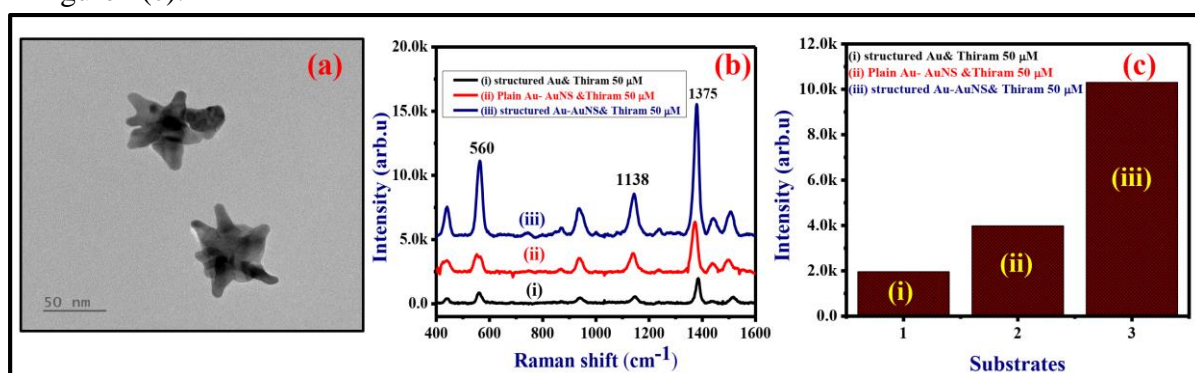 (a)
50 nm
(b)
20.0k
15.0k
10.0k
5.0k
0.0
Intensity (arb.u)
(i) structured Au& Thiram 50 μM
(ii) Plain Au- AuNS &Thiram 50 μM
(iii) structured Au-AuNS& Thiram 50 μM
560
1138
1375
(iii)
(ii)
(i)
400 600 800 1000 1200 1400 1600
Raman shift (cm⁻¹)
(c)
12.0k
10.0k
8.0k
6.0k
4.0k
2.0k
0.0
Intensity (arb.u)
(i) structured Au& Thiram 50 μM
(ii) Plain Au- AuNS &Thiram 50 μM
(iii) structured Au-AuNS& Thiram 50 μM
(i)
(ii)
(iii)
1 2 3
Substrates